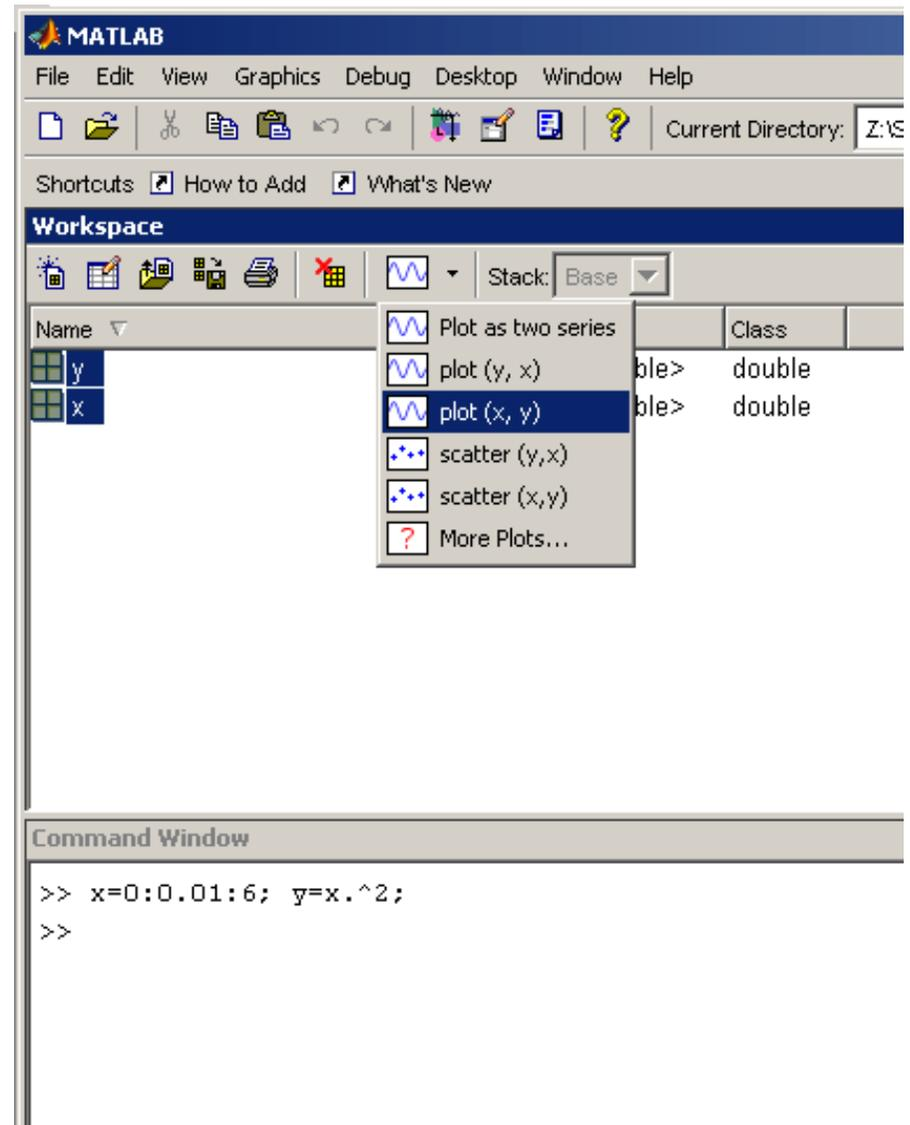 MATLAB
File Edit View Graphics Debug Desktop Window Help
Current Directory: Z:\S
Shortcuts How to Add What's New
Workspace
Stack: Base
Name Class
Plot as two series
y plot (y, x) ble> double
x plot (x, y) ble> double
scatter (y,x)
scatter (x,y)
? More Plots...
Command Window
>> x=0:0.01:6; y=x.^2;
>>